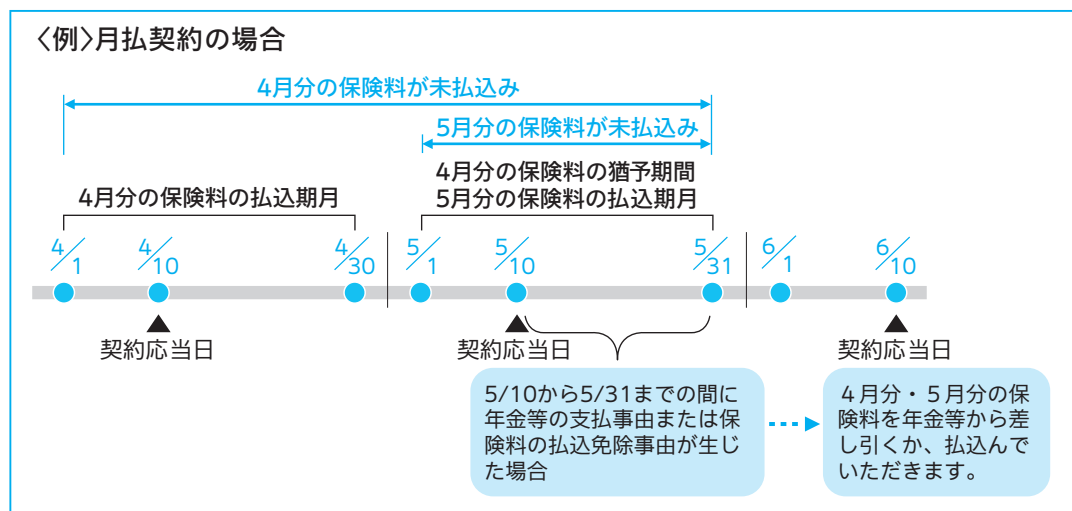 〈例〉月払契約の場合
4月分の保険料が未払込み
5月分の保険料が未払込み
4月分の保険料の猶予期間
4月分の保険料の払込期月
5月分の保険料の払込期月
4/1
4/10
4/30
5/1
5/10
5/31
6/1
6/10
契約応当日
契約応当日
契約応当日
5/10から5/31までの間に
年金等の支払事由または保
険料の払込免除事由が生じ
た場合
4月分・5月分の保
険料を年金等から差
し引くか、払込んで
いただきます。